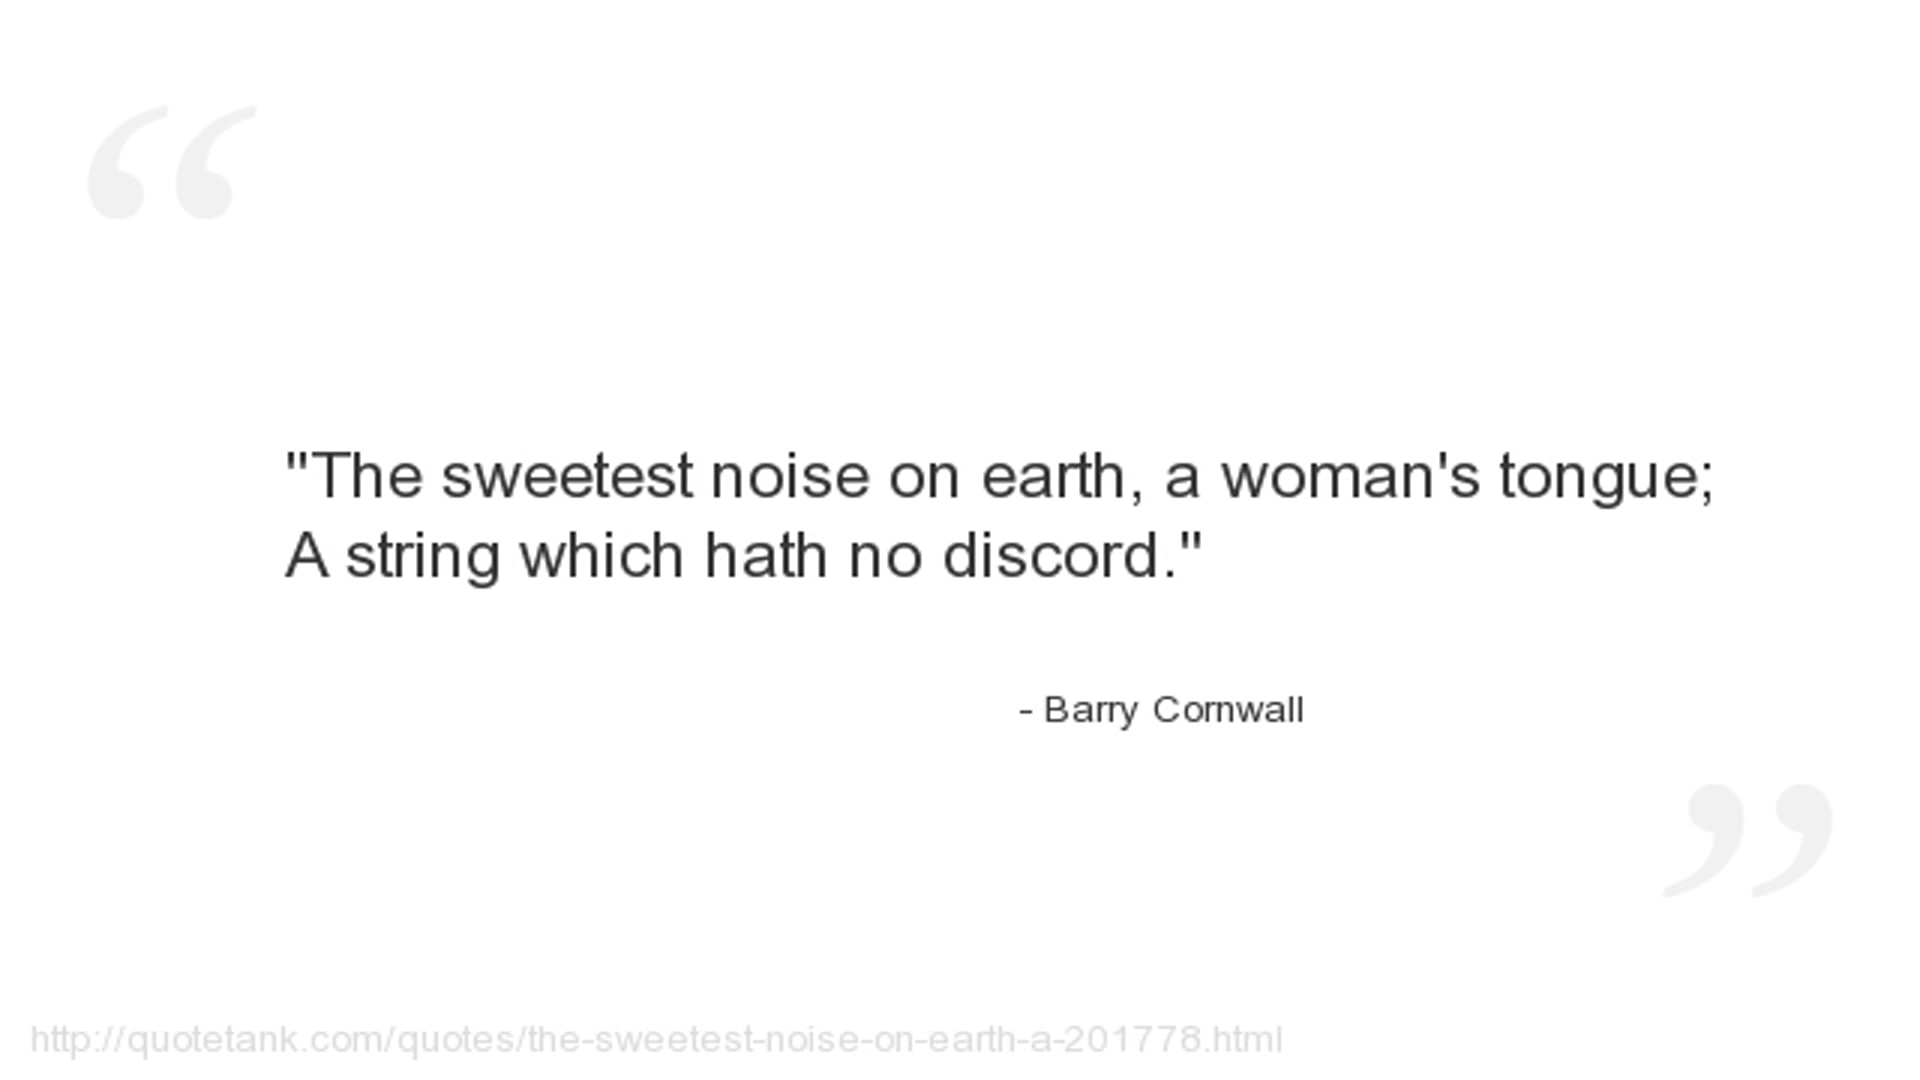 "The sweetest noise on earth, a woman's tongue;
A string which hath no discord."
- Barry Cornwall
http://quotetank.com/quotes/the-sweetest-noise-on-earth-a-201778.html